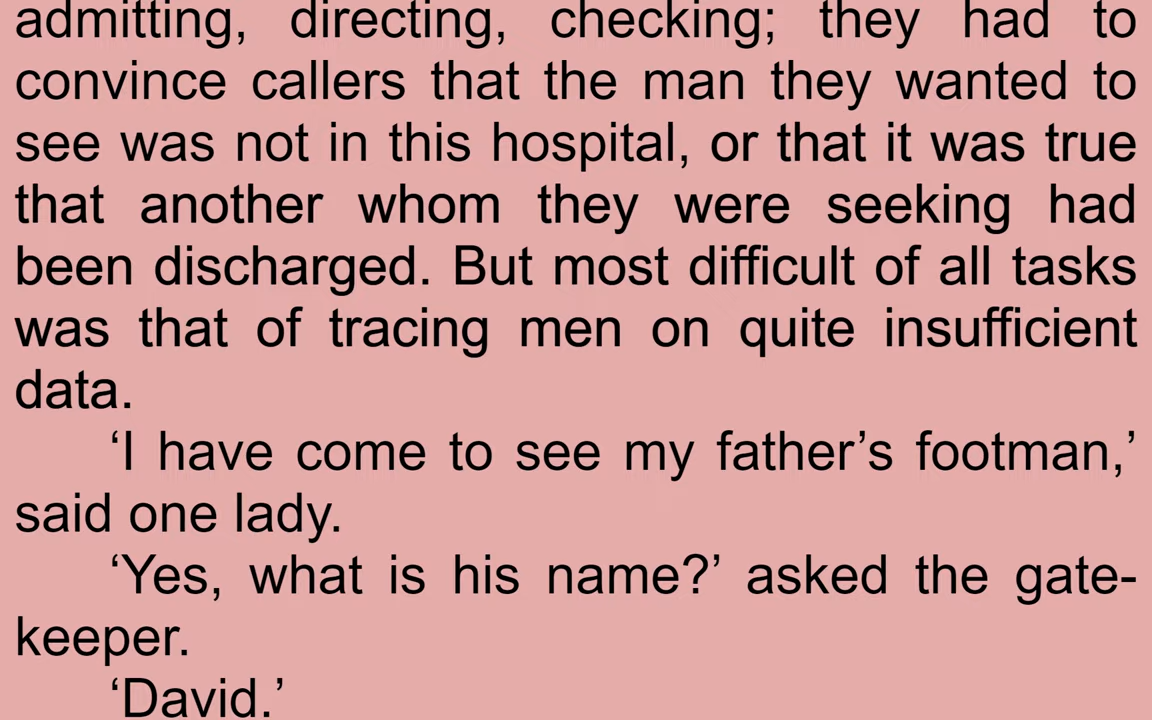 admitting, directing, checking; they had to
convince callers that the man they wanted to
see was not in this hospital, or that it was true
that another whom they were seeking had
been discharged. But most difficult of all tasks
was that of tracing men on quite insufficient
data.
‘I have come to see my father’s footman,’
said one lady.
‘Yes, what is his name?’ asked the gate-
keeper.
‘David.’